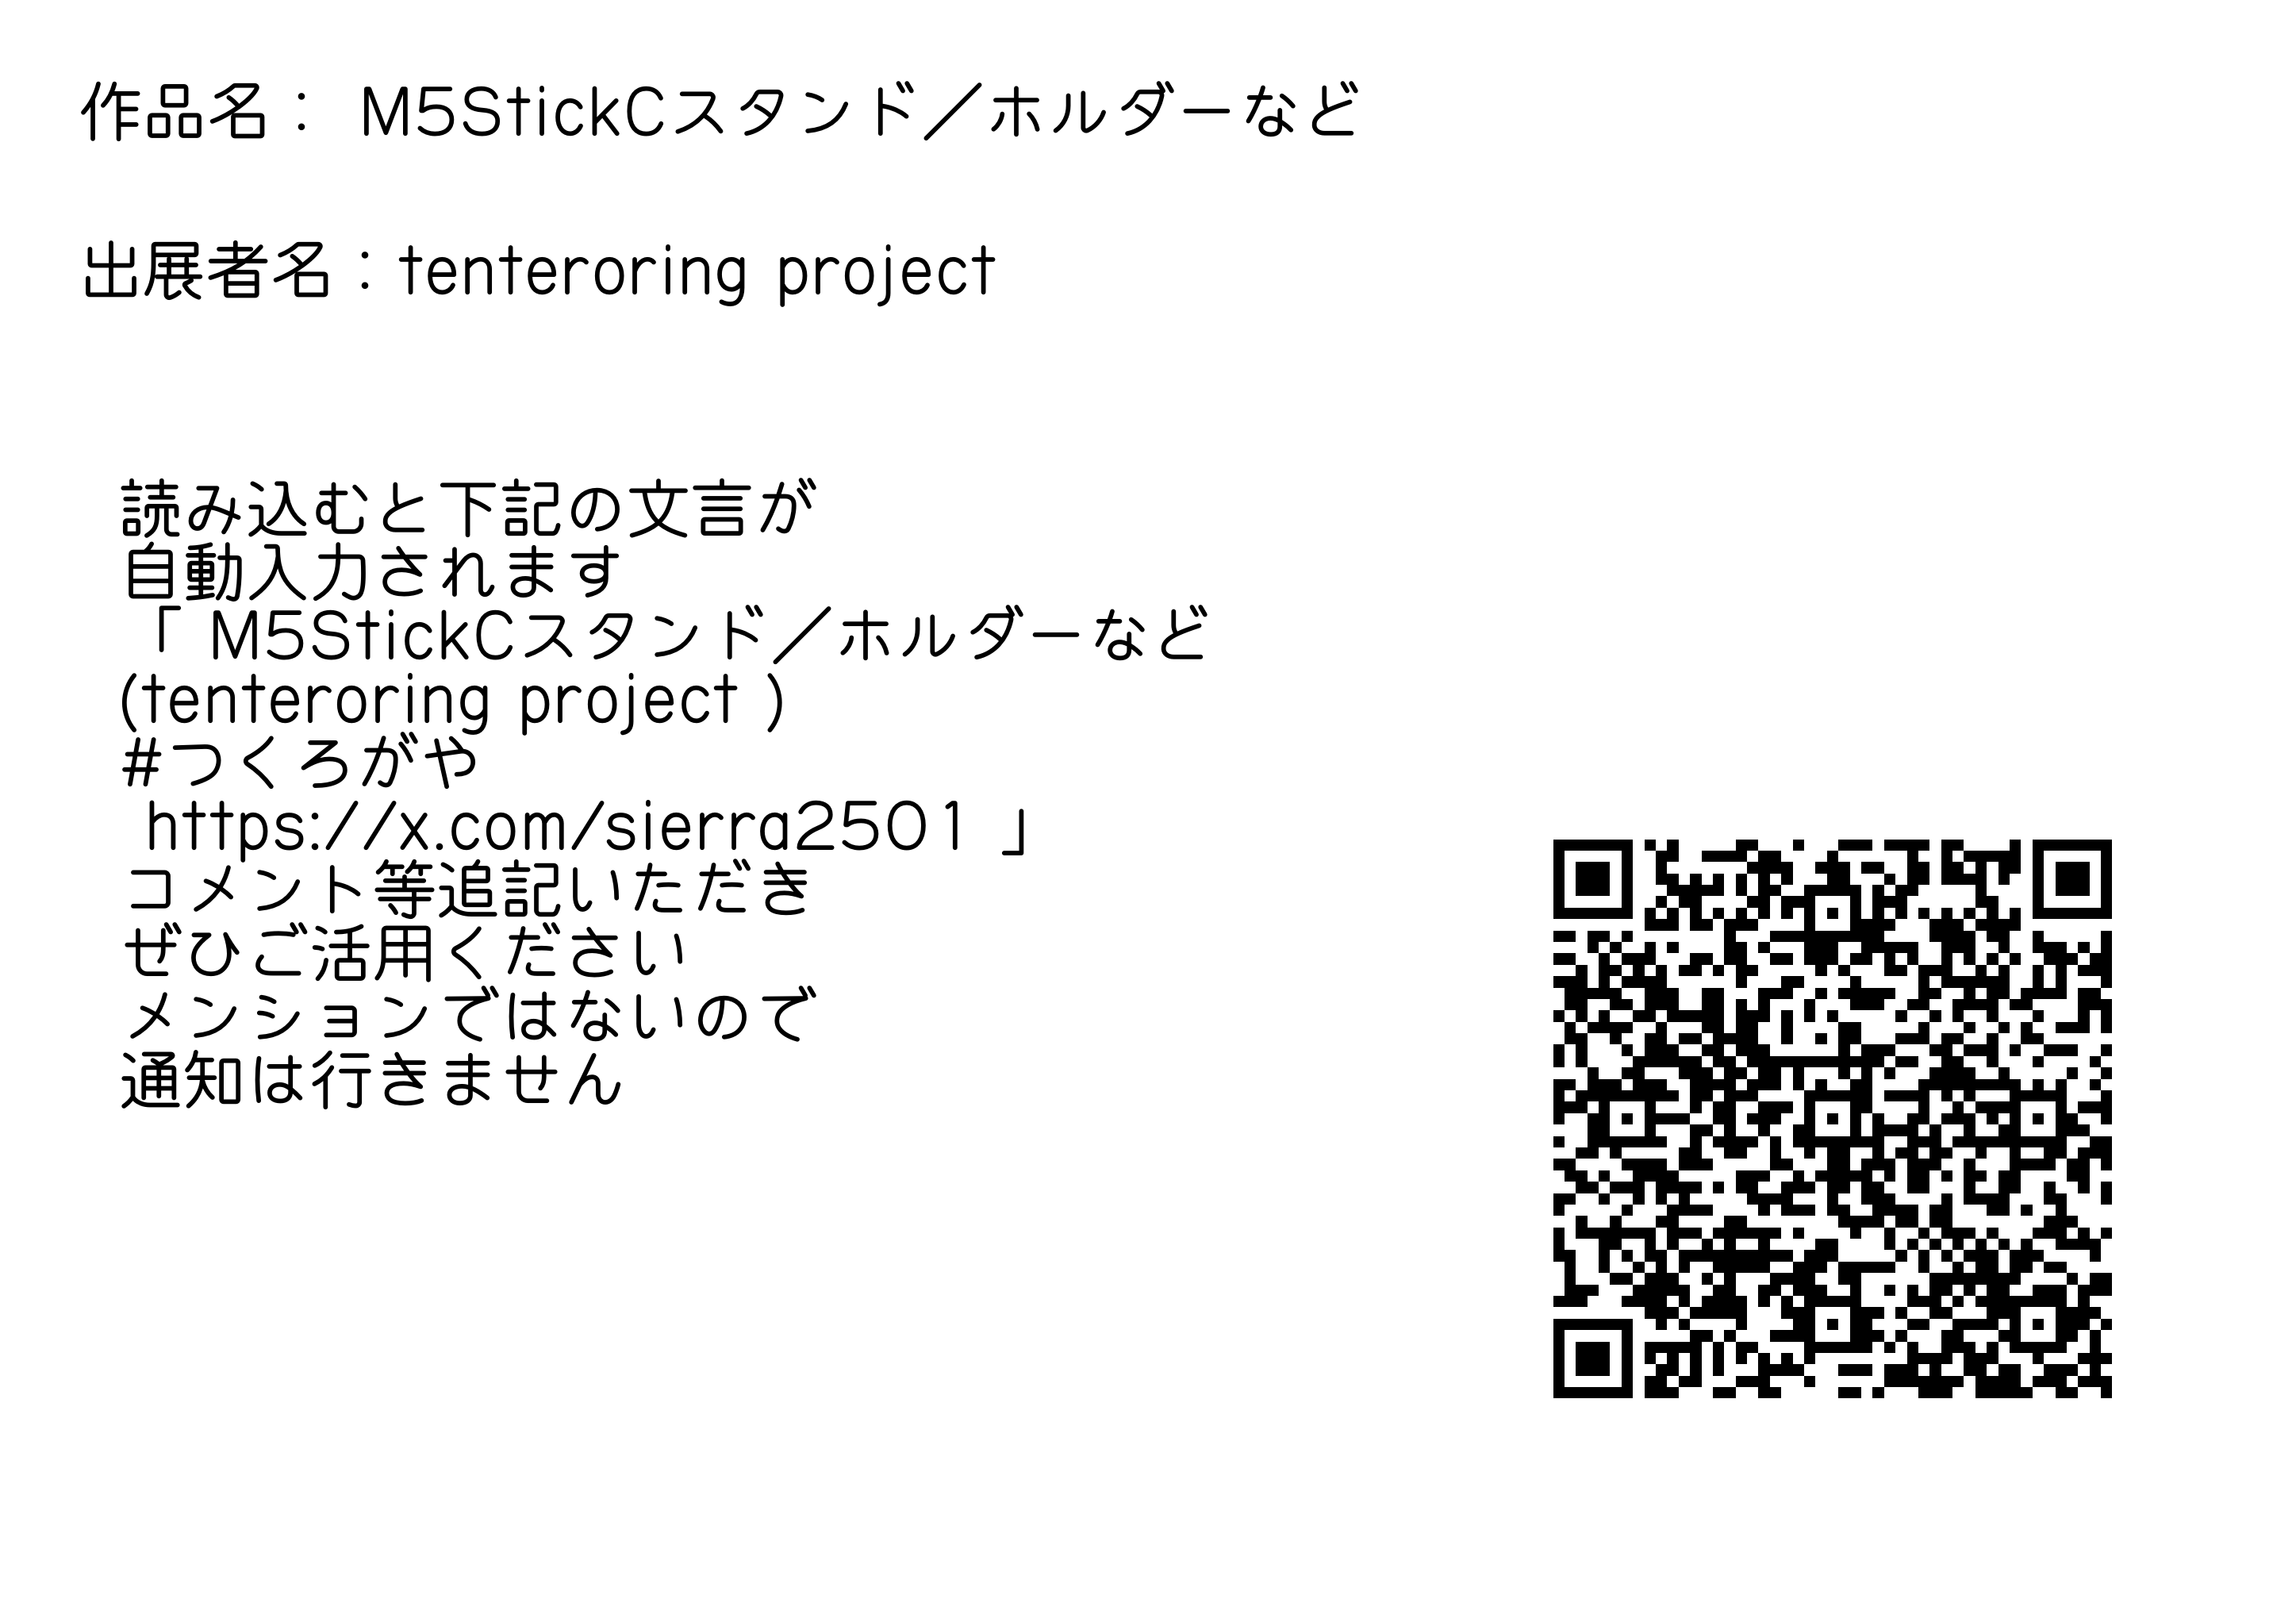 作品名： M5StickCスタンド／ホルダーなど
出展者名：tenteroring project
読み込むと下記の文言が
自動入力されます
「 M5StickCスタンド／ホルダーなど
(tenteroring project )
#つくろがや
https://x.com/sierra2501 」
コメント等追記いただき
ぜひご活用ください
メンションではないので
通知は行きません